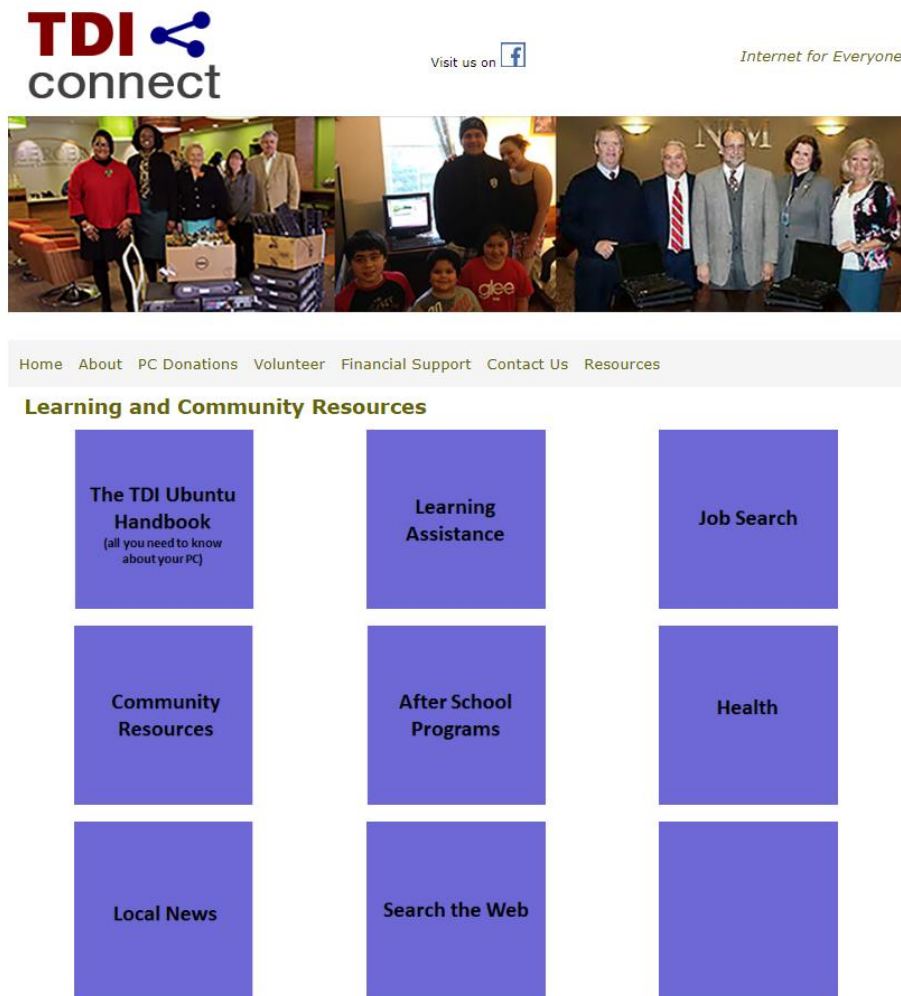 TDI
connect
Visit us on f
Internet for Everyone
DELL
glee
Home About PC Donations Volunteer Financial Support Contact Us Resources
Learning and Community Resources
The TDI Ubuntu
Handbook
(all you need to know
about your PC)
Learning
Assistance
Job Search
Community
Resources
After School
Programs
Health
Local News
Search the Web